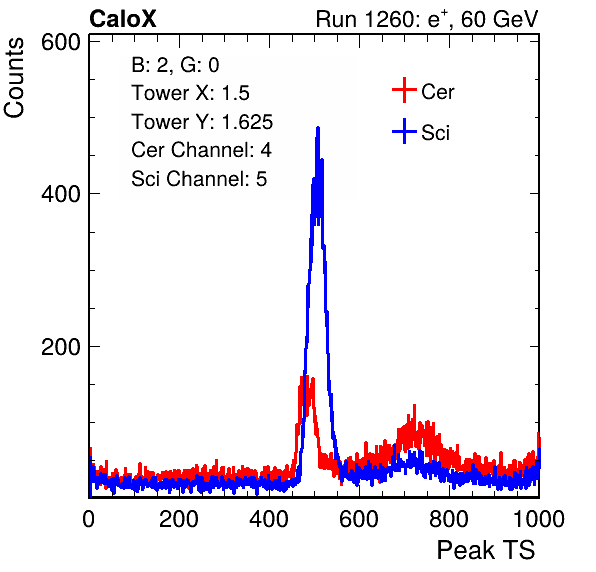 CaloX
Run 1260: e+, 60 GeV
Counts
600
400
200
B: 2, G: 0
Tower X: 1.5
Tower Y: 1.625
Cer Channel: 4
Sci Channel: 5
Cer
Sci
0 200 400 600 800 1000
Peak TS